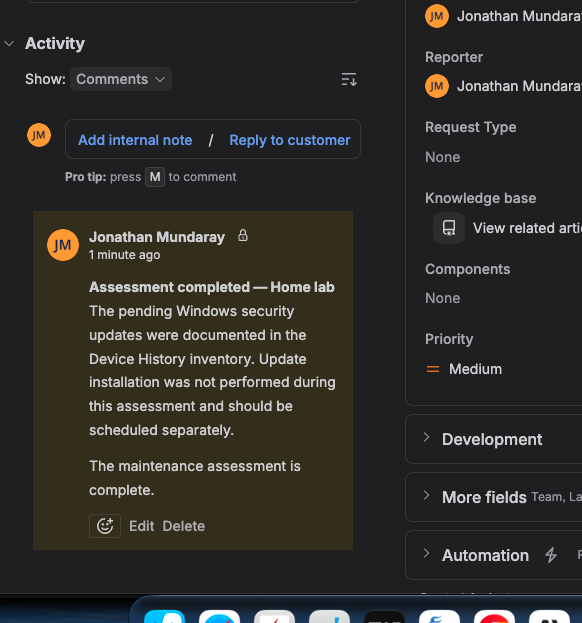 Activity
Show: Comments
JM
Add internal note / Reply to customer
Pro tip: press M to comment
JM
Jonathan Mundaray
1 minute ago
Assessment completed — Home lab
The pending Windows security
updates were documented in the
Device History inventory. Update
installation was not performed during
this assessment and should be
scheduled separately.
The maintenance assessment is
complete.
Edit Delete
JM Jonathan
Reporter
JM Jonathan
Request Type
None
Knowledge base
View related
Components
None
Priority
Medium
Development
More fields Team,
Automation